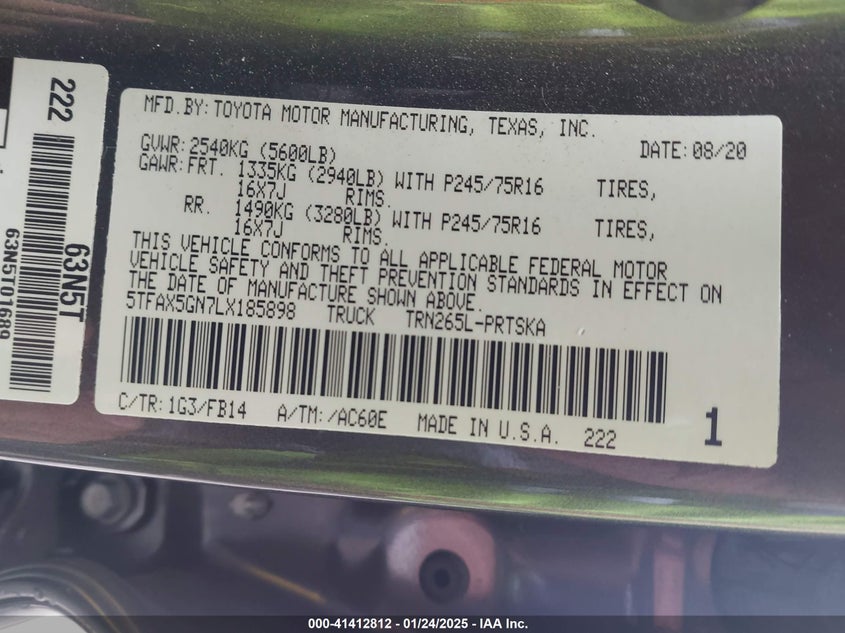 222
63N5T
63N5T01689
MFD.BY:TOYOTA MOTOR MANUFACTURING, TEXAS, INC.
GVWR:2540KG (5600LB) DATE:08/20
GAWR:FRT. 1335KG (2940LB) WITH P245/75R16 TIRES,
16X7J RIMS.
RR. 1490KG (3280LB) WITH P245/75R16 TIRES,
16X7J RIMS.
THIS VEHICLE CONFORMS TO ALL APPLICABLE FEDERAL MOTOR
VEHICLE SAFETY AND THEFT PREVENTION STANDARDS IN EFFECT ON
THE DATE OF MANUFACTURE SHOWN ABOVE.
5TFAX5GN7LX185898 TRUCK TRN265L-PRTSKA
C/TR:1G3/FB14 A/TM:/AC60E MADE IN U.S.A. 222
1
000-41412812 - 01/24/2025 - IAA Inc.